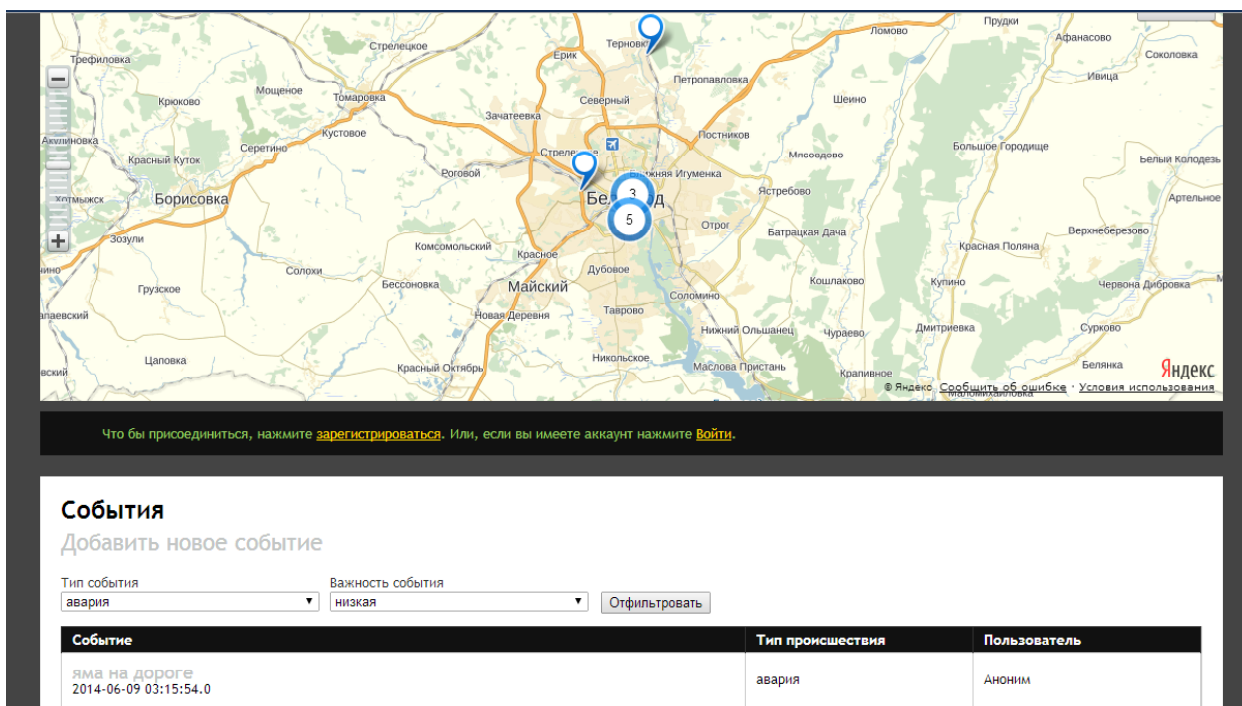 Прудки
Ломово
Афанасово
Стрелецкое
Терновка
Ерик
Соколовка
Трефиловка
Петропавловка
Ивица
Мощеное
Томаровка
Крюково
Северный
Шеино
Зачатеевка
Кустовое
Постников
Акулиновка
Серетино
Большое Городище
Красный Куток
Мясоедово
Белый Колодезь
Роговой
Ближняя Игуменка
Ястребово
3
Борисовка
Артельное
5
Отрог
Батрацкая Дача
Верхнеберезово
Зозули
Комсомольский
Красная Поляна
Красное
Солохи
Дубовое
Грузское
Бессоновка
Майский
Кошлаково
Купино
Червона Дибровка
Соломино
Новая Деревня
Таврово
Нижний Ольшанец
Чураево
Дмитриевка
Сурково
Цаповка
Никольское
Красный Октябрь
Маслова Пристань
Крапивное
Белянка
Яндекс
© Яндекс Сообщить об ошибке · Условия использования
Маломихайловка
Что бы присоединиться, нажмите зарегистрироваться. Или, если вы имеете аккаунт нажмите Войти.
События
Добавить новое событие
Тип события Важность события
авария низкая Отфильтровать
Событие Тип происшествия Пользователь
яма на дороге
2014-06-09 03:15:54.0 авария Аноним